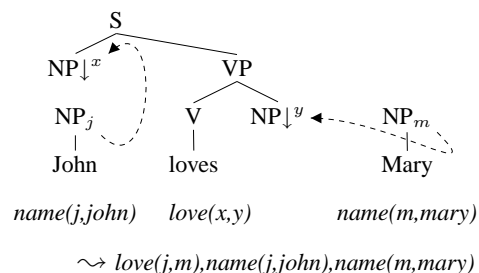 S
NP↓x VP
NPj V NP↓y NPm
John loves Mary
name(j,john) love(x,y) name(m,mary)
⤳ love(j,m),name(j,john),name(m,mary)